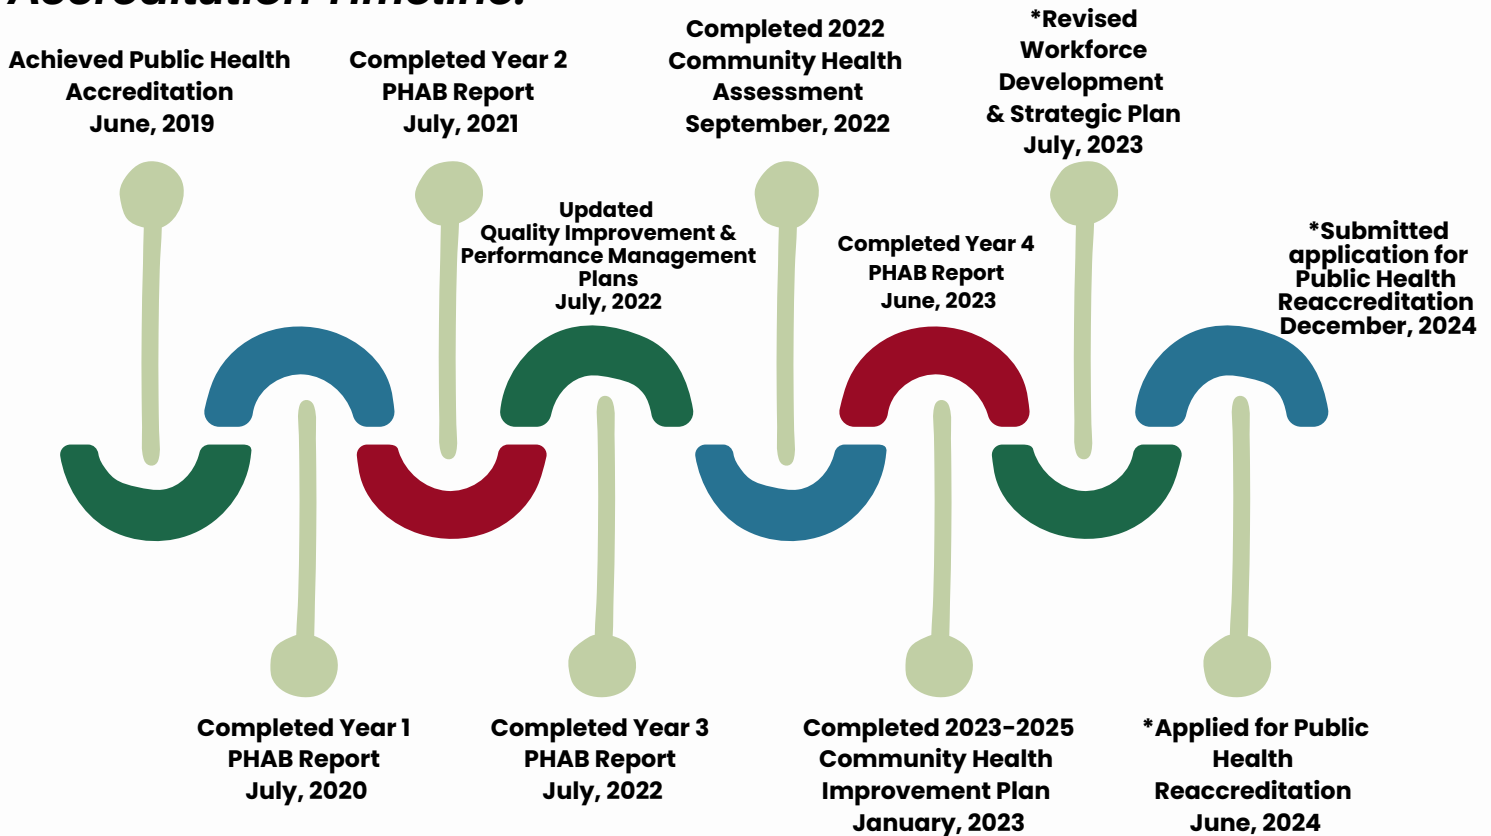 Accreditation Timeline:
Achieved Public Health
Accreditation
June, 2019
Completed Year 1
PHAB Report
July, 2020
Completed Year 2
PHAB Report
July, 2021
Updated
Quality Improvement &
Performance Management
Plans
July, 2022
Completed Year 3
PHAB Report
July, 2022
Completed 2022
Community Health
Assessment
September, 2022
Completed Year 4
PHAB Report
June, 2023
Completed 2023-2025
Community Health
Improvement Plan
January, 2023
*Revised
Workforce
Development
& Strategic Plan
July, 2023
*Submitted
application for
Public Health
Reaccreditation
December, 2024
*Applied for Public
Health
Reaccreditation
June, 2024